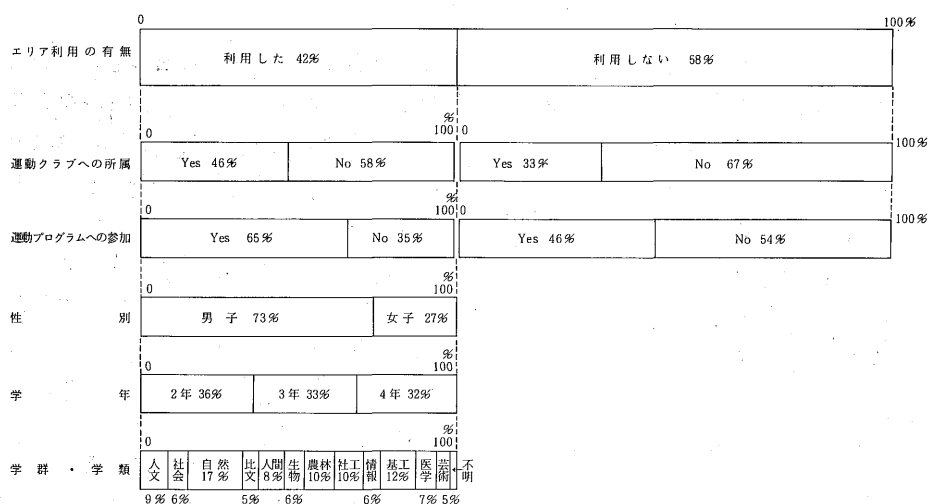 0 100%
エリア利用の有無 利用した 42% 利用しない 58%
0 % 100 0 100%
運動クラブへの所属 Yes 46% No 58% Yes 33% No 67%
0 % 100 0 100%
運動プログラムへの参加 Yes 65% No 35% Yes 46% No 54%
0 % 100
性別 男子 73% 女子 27%
0 % 100
学年 2年 36% 3年 33% 4年 32%
0 % 100
学群・学類 人文 社会 自然 17% 比文 人間 8% 生物 農林 10% 社工 10% 情報 基工 12% 医学 芸術 ←不明
9% 6% 5% 6% 6% 7% 5%